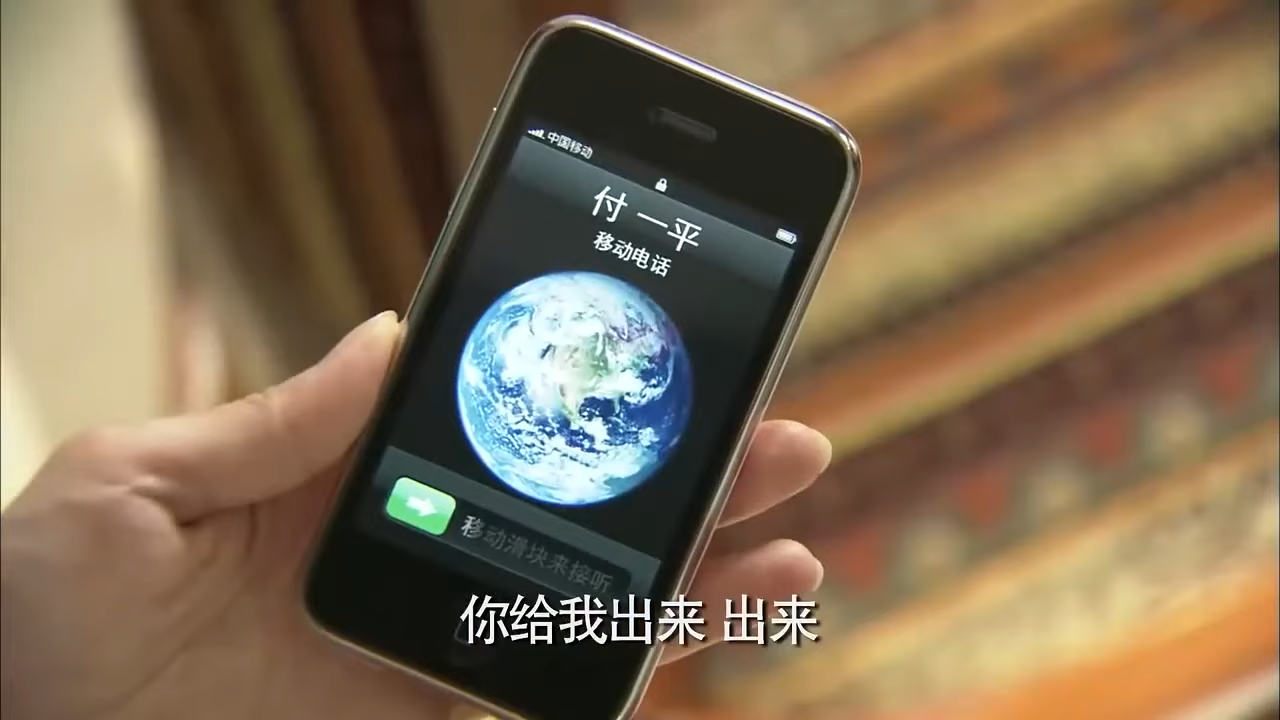 中国移动
付 一平
移动电话
移动滑块来接听
你给我出来 出来